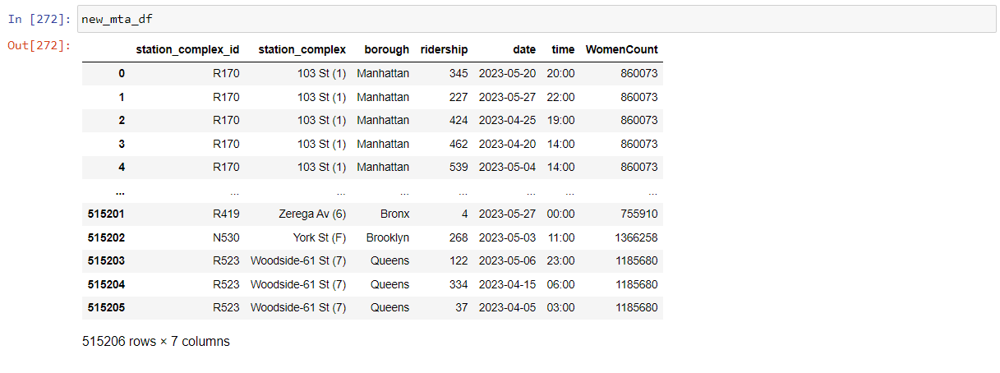 In [272]: new_mta_df
Out[272]:
station_complex_id station_complex borough ridership date time WomenCount
0 R170 103 St (1) Manhattan 345 2023-05-20 20:00 860073
1 R170 103 St (1) Manhattan 227 2023-05-27 22:00 860073
2 R170 103 St (1) Manhattan 424 2023-04-25 19:00 860073
3 R170 103 St (1) Manhattan 462 2023-04-20 14:00 860073
4 R170 103 St (1) Manhattan 539 2023-05-04 14:00 860073
... ... ... ... ... ... ... ...
515201 R419 Zerega Av (6) Bronx 4 2023-05-27 00:00 755910
515202 N530 York St (F) Brooklyn 268 2023-05-03 11:00 1366258
515203 R523 Woodside-61 St (7) Queens 122 2023-05-06 23:00 1185680
515204 R523 Woodside-61 St (7) Queens 334 2023-04-15 06:00 1185680
515205 R523 Woodside-61 St (7) Queens 37 2023-04-05 03:00 1185680
515206 rows × 7 columns